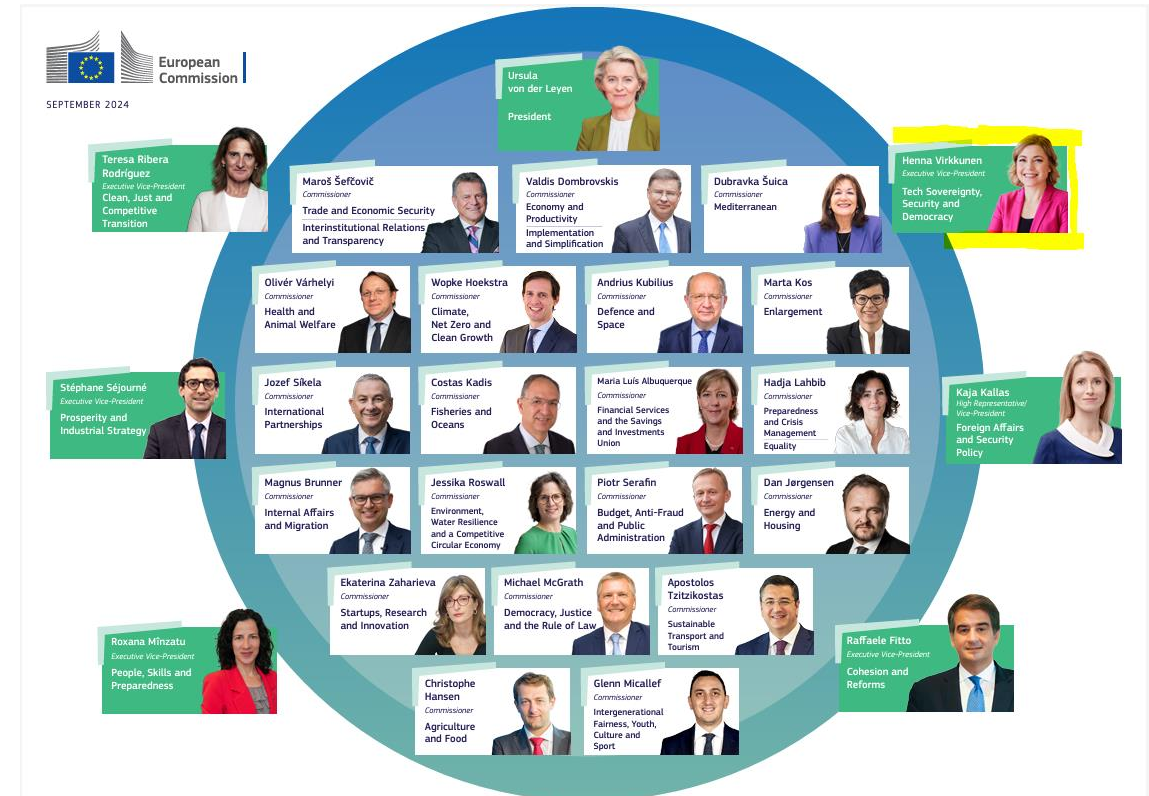 European
Commission
SEPTEMBER 2024
Ursula
von der Leyen
President
Teresa Ribera
Rodríguez
Executive Vice-President
Clean, Just and
Competitive
Transition
Maroš Šefčovič
Commissioner
Trade and Economic Security
Interinstitutional Relations
and Transparency
Valdis Dombrovskis
Commissioner
Economy and
Productivity
Implementation
and Simplification
Dubravka Šuica
Commissioner
Mediterranean
Henna Virkkunen
Executive Vice-President
Tech Sovereignty,
Security and
Democracy
Olivér Várhelyi
Commissioner
Health and
Animal Welfare
Wopke Hoekstra
Commissioner
Climate,
Net Zero and
Clean Growth
Andrius Kubilius
Commissioner
Defence and
Space
Marta Kos
Commissioner
Enlargement
Stéphane Séjourné
Executive Vice-President
Prosperity and
Industrial Strategy
Jozef Síkela
Commissioner
International
Partnerships
Costas Kadis
Commissioner
Fisheries and
Oceans
Maria Luís Albuquerque
Commissioner
Financial Services
and the Savings
and Investments
Union
Hadja Lahbib
Commissioner
Preparedness
and Crisis
Management
Equality
Kaja Kallas
High Representative/
Vice-President
Foreign Affairs
and Security
Policy
Magnus Brunner
Commissioner
Internal Affairs
and Migration
Jessika Roswall
Commissioner
Environment,
Water Resilience
and a Competitive
Circular Economy
Piotr Serafin
Commissioner
Budget, Anti-Fraud
and Public
Administration
Dan Jørgensen
Commissioner
Energy and
Housing
Ekaterina Zaharieva
Commissioner
Startups, Research
and Innovation
Michael McGrath
Commissioner
Democracy, Justice
and the Rule of Law
Apostolos
Tzitzikostas
Commissioner
Sustainable
Transport and
Tourism
Roxana Mînzatu
Executive Vice-President
People, Skills and
Preparedness
Raffaele Fitto
Executive Vice-President
Cohesion and
Reforms
Christophe
Hansen
Commissioner
Agriculture
and Food
Glenn Micallef
Commissioner
Intergenerational
Fairness, Youth,
Culture and
Sport